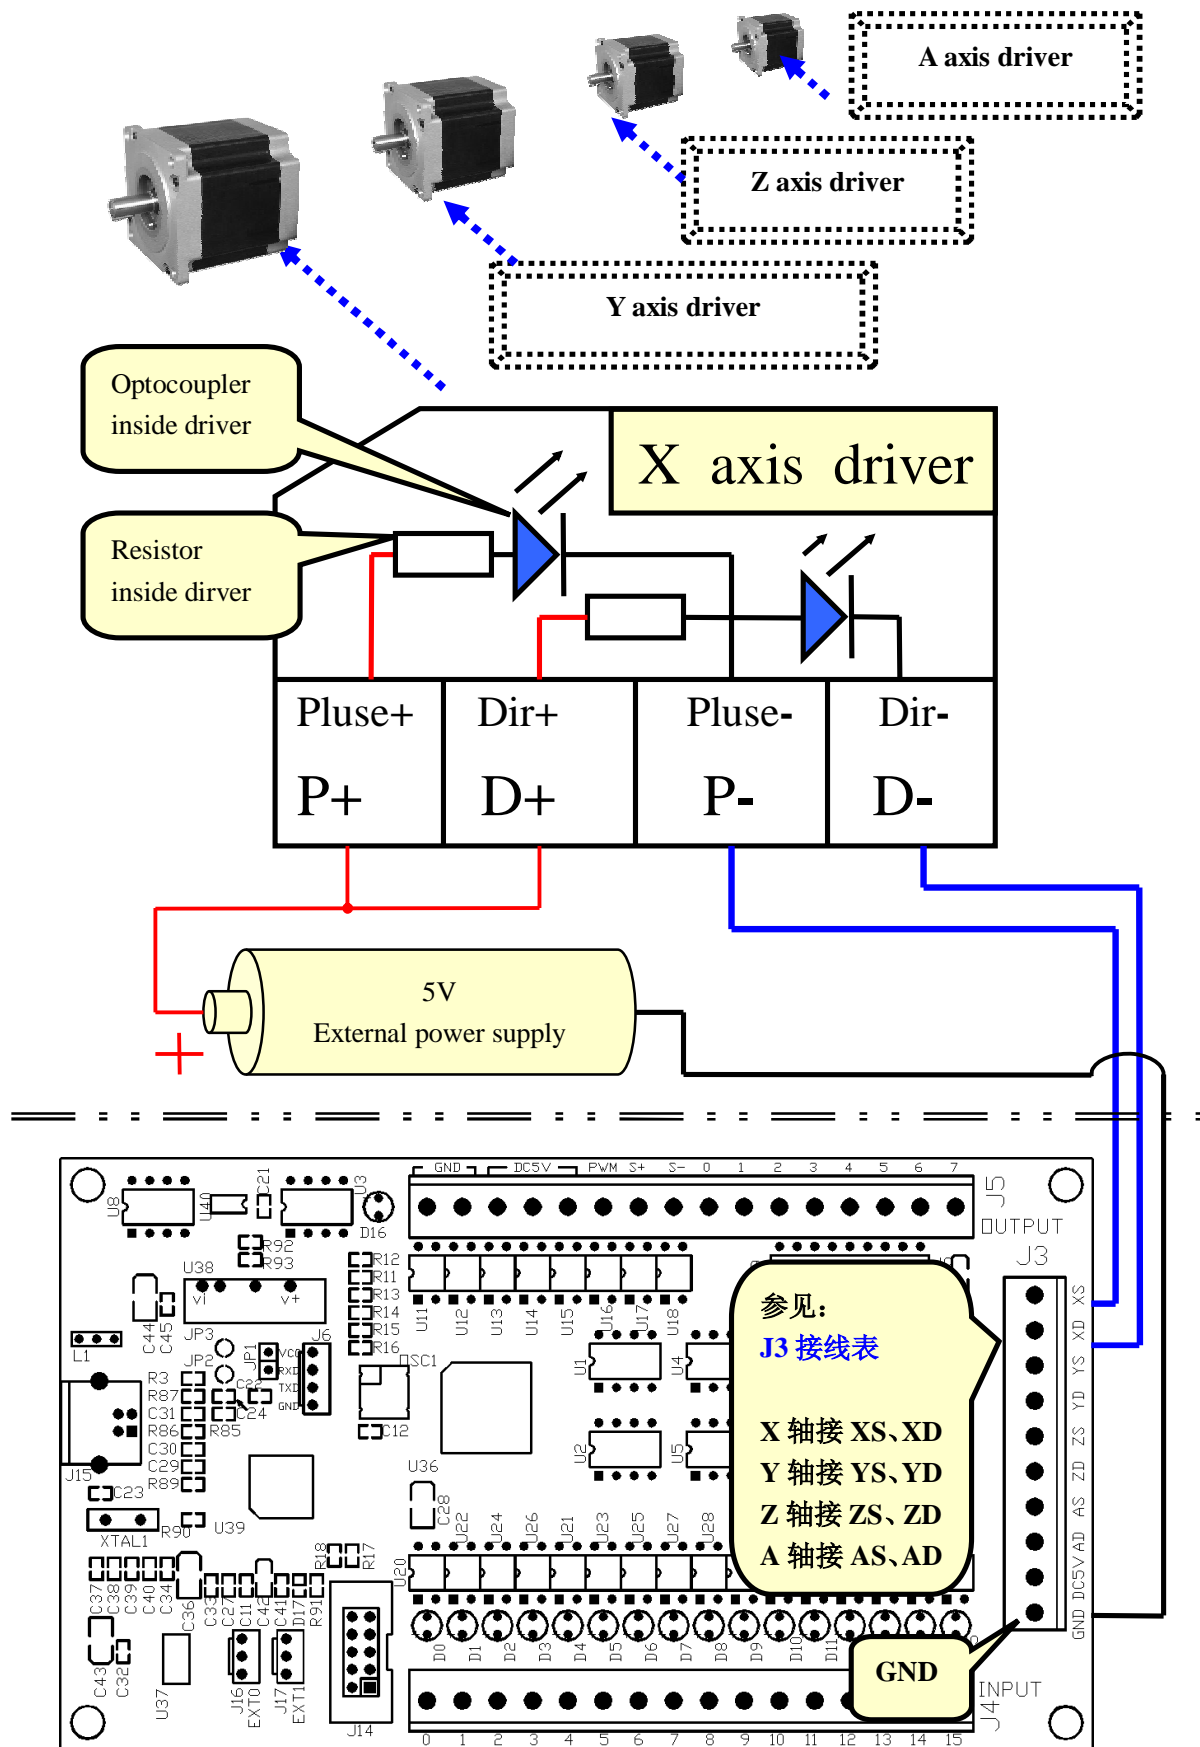 A axis driver
Z axis driver
Y axis driver
Optocoupler
inside driver
X axis driver
Resistor
inside dirver
Pluse+ Dir+ Pluse- Dir-
P+ D+ P- D-
5V
External power supply
GND DC5V PWM S+ S- 0 1 2 3 4 5 6 7
J5
OUTPUT
J3
U8
U40
C21
U3
D16
R92
R93
U38
vi v+
C44
C45
L1
JP3
JP2
JP1
J6
VCC
RXD
TXD
GND
R12
R11
R13
R14
R15
R16
OSC1
U11 U12 U13 U14 U15 U16 U17 U18
U1
U4
U2
U5
R3
R87
C31
R86
C30
C29
R89
C22
C24
R85
C12
J15
C23
XTAL1
R90
U39
U36
C28
R18
R17
U20
U22 U24 U26 U21 U23 U25 U27 U28
C37 C38 C39 C40 C34 C36 C33 C27 C11 C42 C41 D17 R91
C43
C32
U37
J16
EXT0
J17
EXT1
J14
D0 D1 D2 D3 D4 D5 D6 D7 D8 D9 D10 D11
参见：
J3 接线表
X 轴接 XS、XD
Y 轴接 YS、YD
Z 轴接 ZS、ZD
A 轴接 AS、AD
XS
XD
YS
YD
ZS
ZD
AS
AD
DC5V
GND
GND
INPUT
J4
0 1 2 3 4 5 6 7 8 9 10 11 12 13 14 15